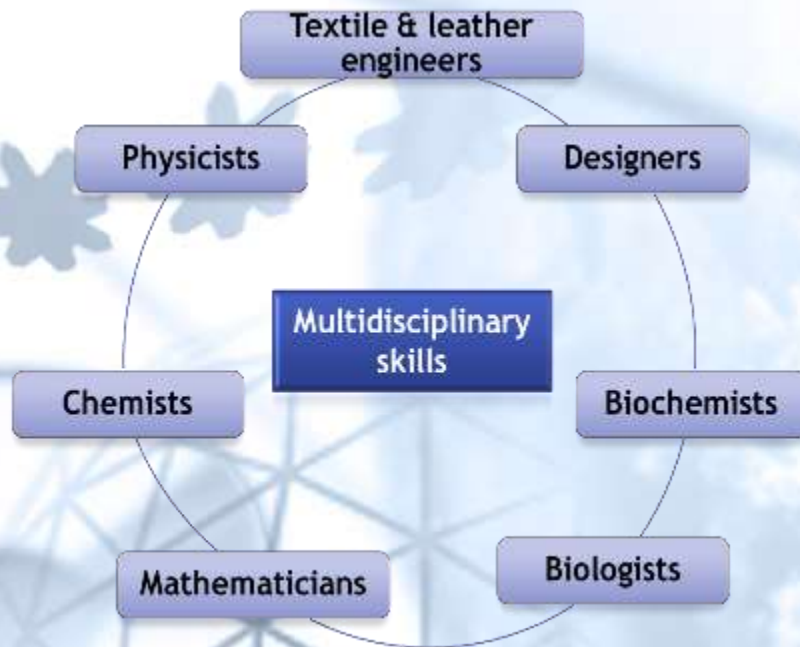 Textile & leather
engineers
Physicists
Designers
Multidisciplinary
skills
Chemists
Biochemists
Mathematicians
Biologists